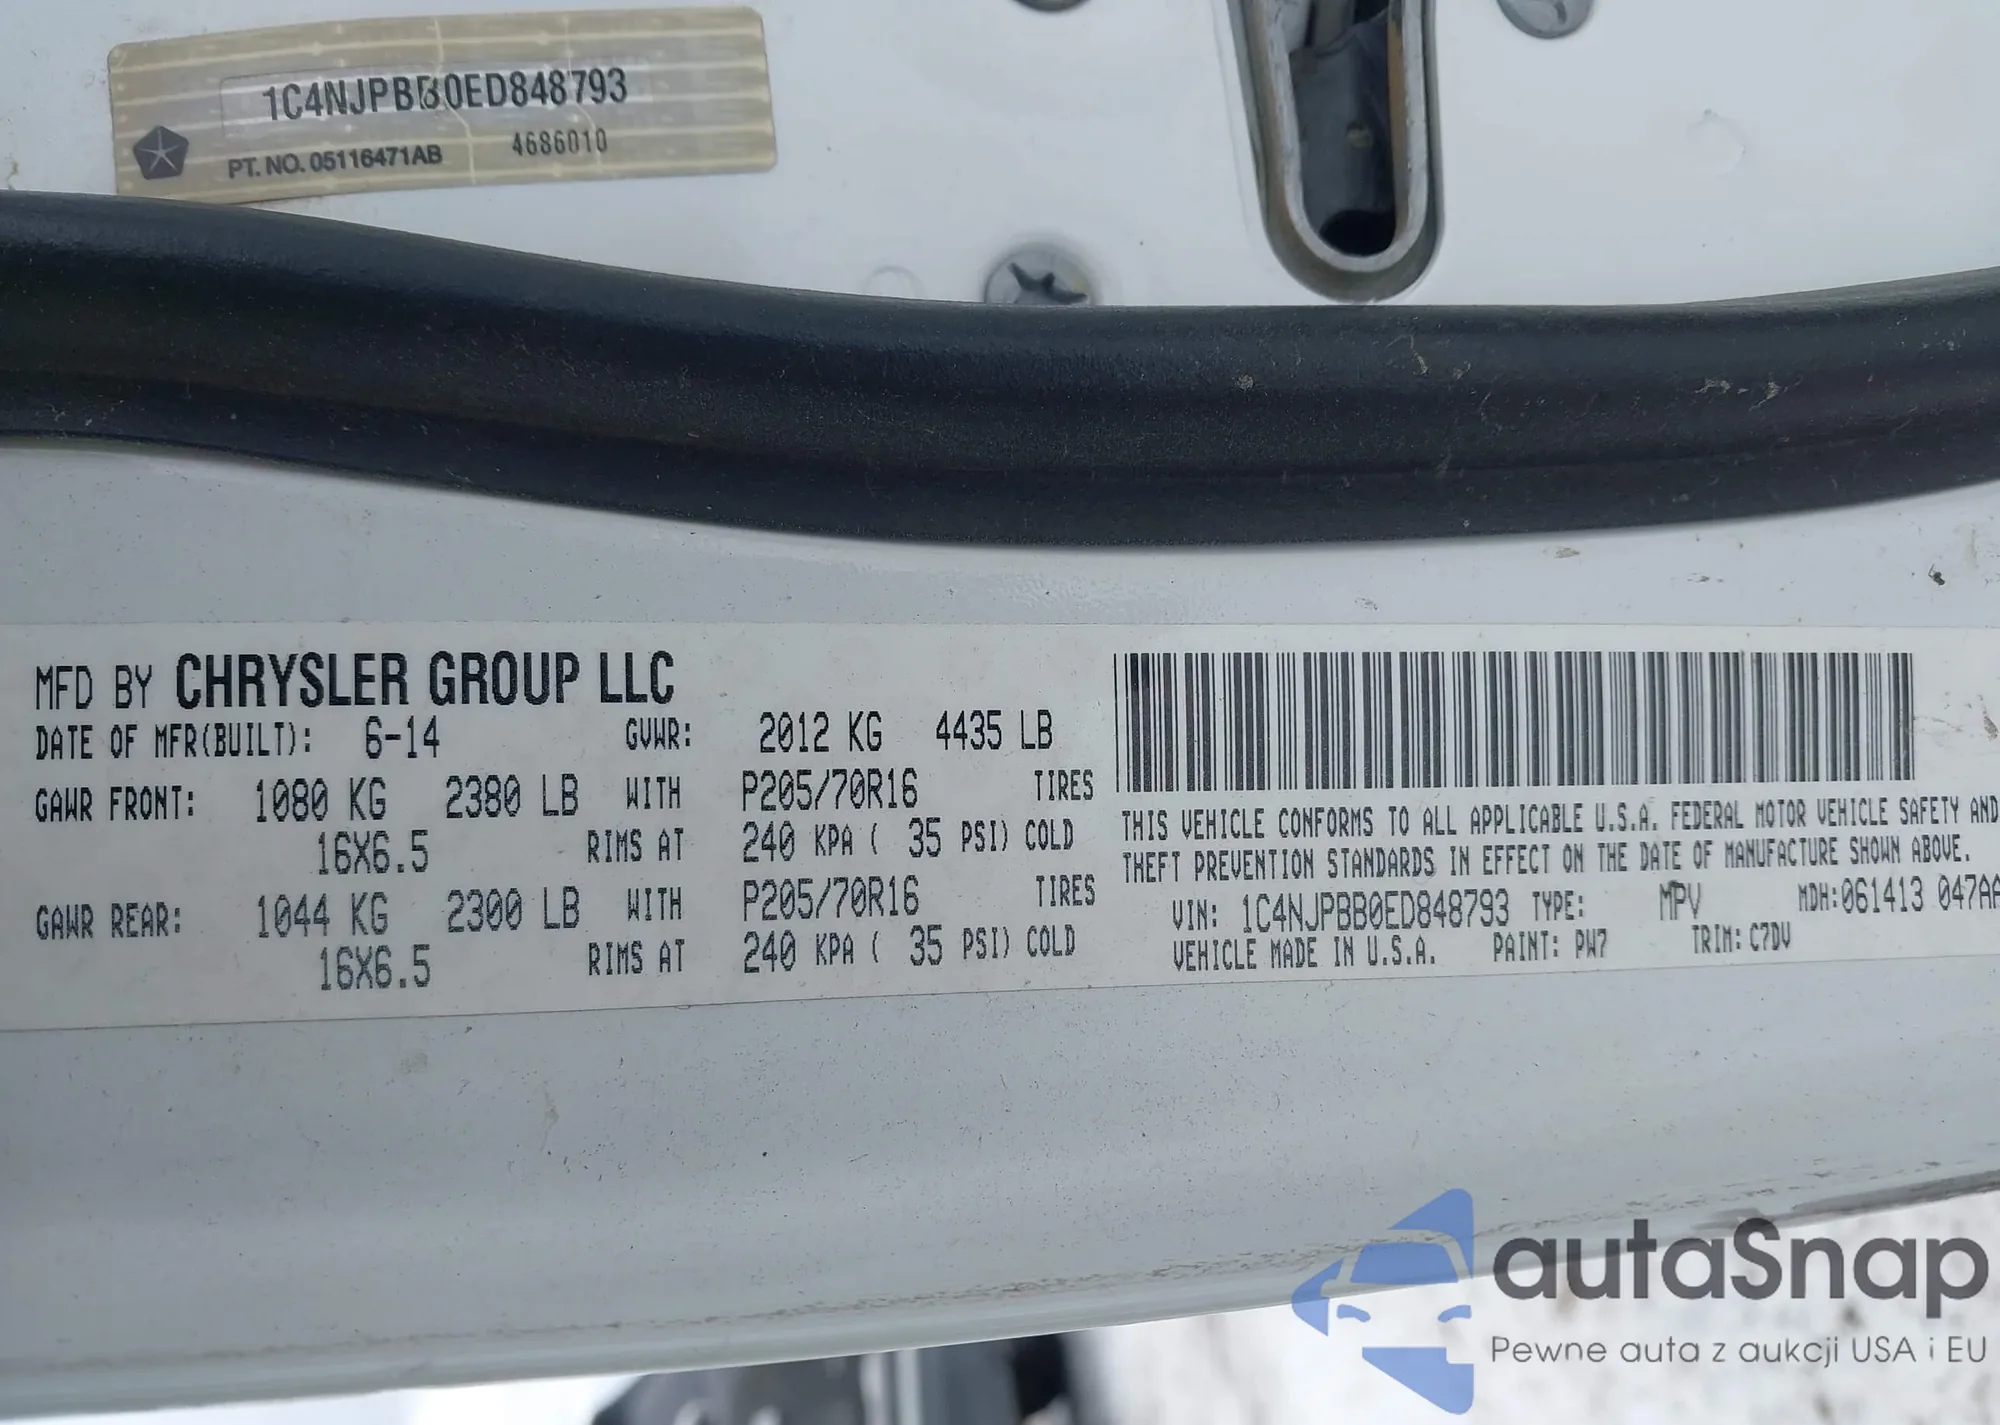 1C4NJPBB0ED848793
PT. NO. 05116471AB 4686010
MFD BY CHRYSLER GROUP LLC
DATE OF MFR(BUILT): 6-14 GVWR: 2012 KG 4435 LB
GAWR FRONT: 1080 KG 2380 LB WITH P205/70R16 TIRES
16X6.5 RIMS AT 240 KPA ( 35 PSI) COLD
GAWR REAR: 1044 KG 2300 LB WITH P205/70R16 TIRES
16X6.5 RIMS AT 240 KPA ( 35 PSI) COLD
THIS VEHICLE CONFORMS TO ALL APPLICABLE U.S.A. FEDERAL MOTOR VEHICLE SAFETY AND
THEFT PREVENTION STANDARDS IN EFFECT ON THE DATE OF MANUFACTURE SHOWN ABOVE.
VIN: 1C4NJPBB0ED848793 TYPE: MPV MDH:061413 047AA
VEHICLE MADE IN U.S.A. PAINT: PW7 TRIM: C7DV
autaSnap
Pewne auta z aukcji USA i EU